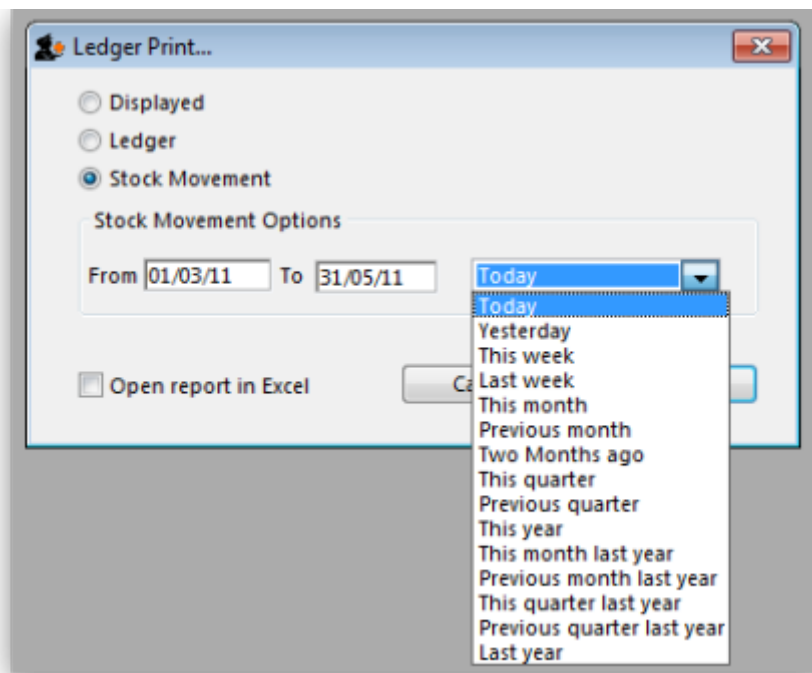 Ledger Print...
Displayed
Ledger
Stock Movement
Stock Movement Options
From 01/03/11 To 31/05/11 Today
Today
Yesterday
This week
Last week
This month
Previous month
Two Months ago
This quarter
Previous quarter
This year
This month last year
Previous month last year
This quarter last year
Previous quarter last year
Last year
Open report in Excel